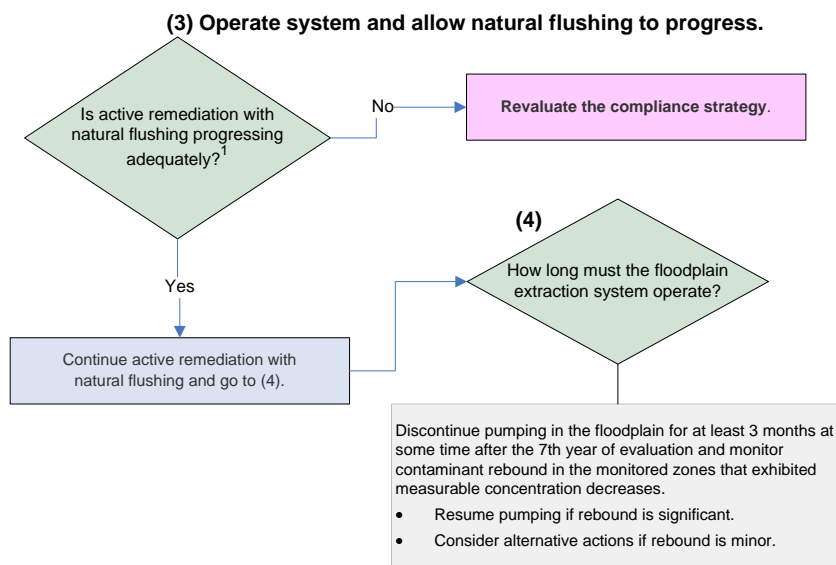 (3) Operate system and allow natural flushing to progress.
Is active remediation with
natural flushing progressing
adequately?1
No
Revaluate the compliance strategy.
Yes
Continue active remediation with
natural flushing and go to (4).
(4)
How long must the floodplain
extraction system operate?
Discontinue pumping in the floodplain for at least 3 months at
some time after the 7th year of evaluation and monitor
contaminant rebound in the monitored zones that exhibited
measurable concentration decreases.
• Resume pumping if rebound is significant.
• Consider alternative actions if rebound is minor.